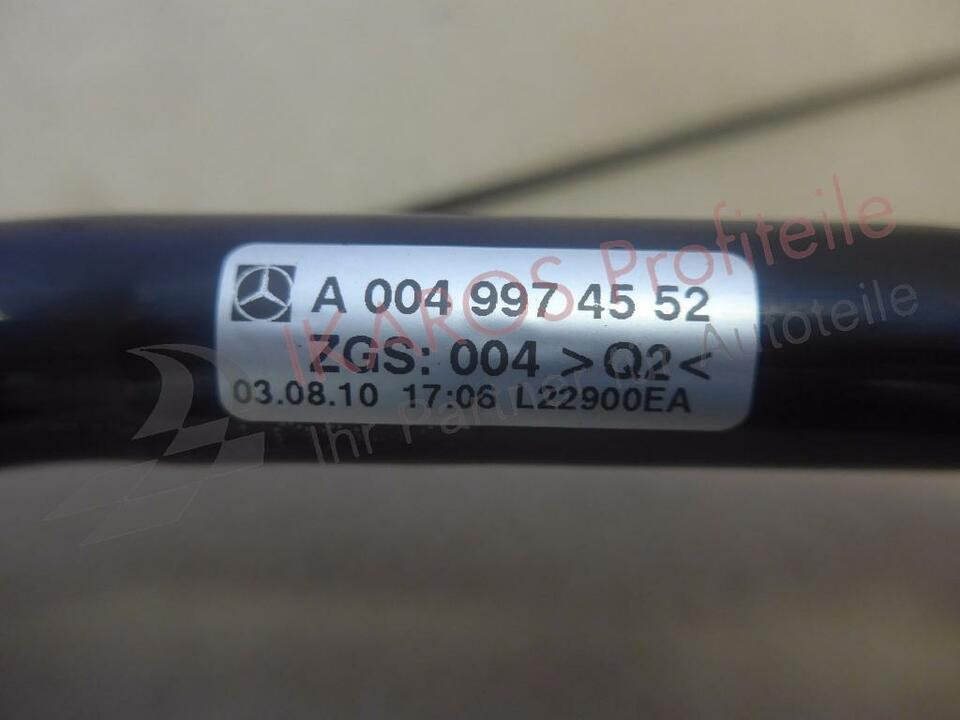 A 004 997 45 52
ZGS: 004 >Q2<
03.08.10 17:06 L22900EA
IKAROS Profiteile
Ihr Partner für Autoteile